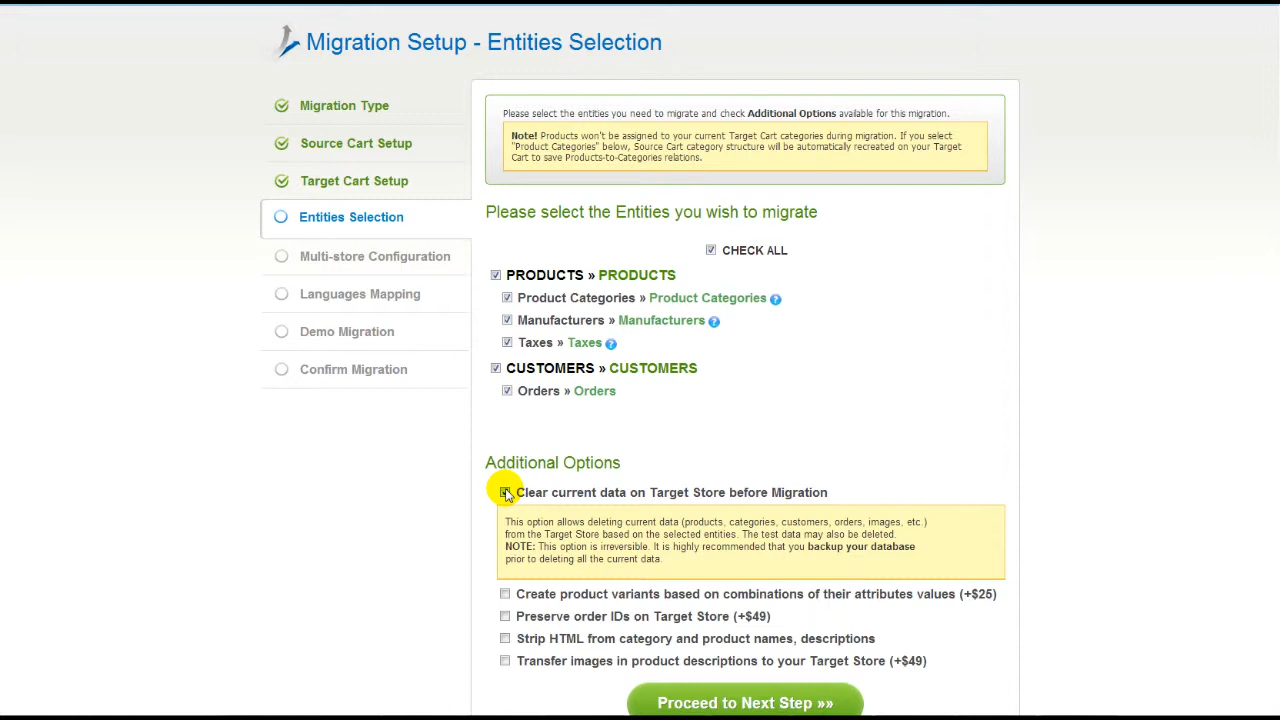 Migration Setup - Entities Selection
Migration Type
Source Cart Setup
Target Cart Setup
Entities Selection
Multi-store Configuration
Languages Mapping
Demo Migration
Confirm Migration
Please select the entities you need to migrate and check Additional Options available for this migration.
Note! Products won't be assigned to your current Target Cart categories during migration. If you select
"Product Categories" below, Source Cart category structure will be automatically recreated on your Target
Cart to save Products-to-Categories relations.
Please select the Entities you wish to migrate
CHECK ALL
PRODUCTS » PRODUCTS
Product Categories » Product Categories ?
Manufacturers » Manufacturers ?
Taxes » Taxes ?
CUSTOMERS » CUSTOMERS
Orders » Orders
Additional Options
Clear current data on Target Store before Migration
This option allows deleting current data (products, categories, customers, orders, images, etc.)
from the Target Store based on the selected entities. The test data may also be deleted.
NOTE: This option is irreversible. It is highly recommended that you backup your database
prior to deleting all the current data.
Create product variants based on combinations of their attributes values (+$25)
Preserve order IDs on Target Store (+$49)
Strip HTML from category and product names, descriptions
Transfer images in product descriptions to your Target Store (+$49)
Proceed to Next Step »»